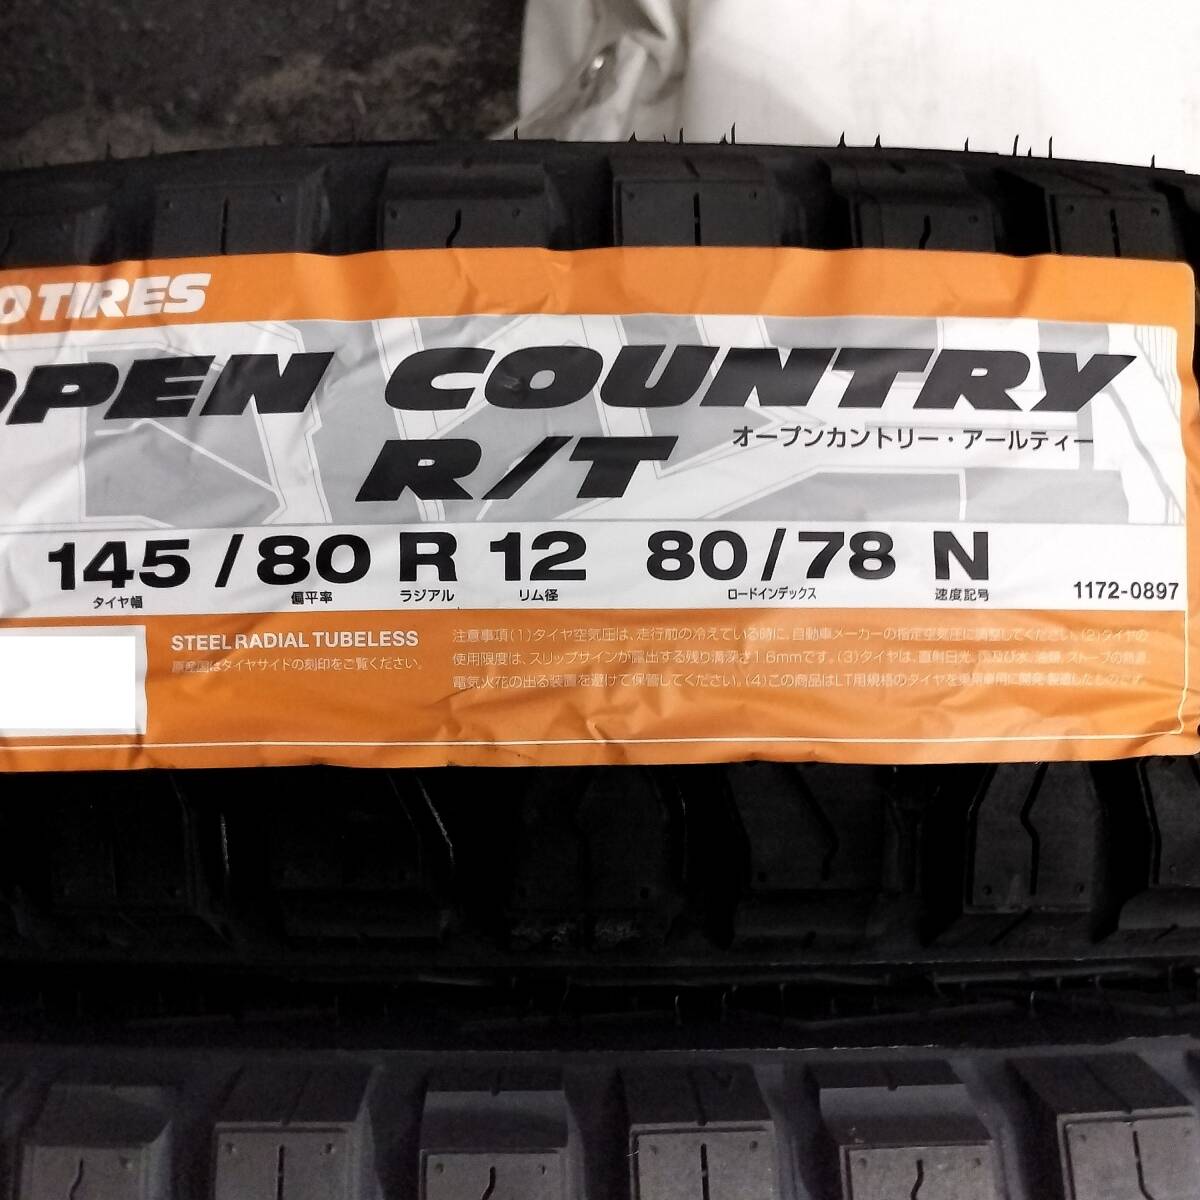 O TIRES
OPEN COUNTRY
R/T
オープンカントリー・アールティー
145 / 80 R 12 80 / 78 N
タイヤ幅 偏平率 ラジアル リム径 ロードインデックス 速度記号
1172-0897
STEEL RADIAL TUBELESS
原産国はタイヤサイドの刻印をご覧ください。
注意事項(1)タイヤ空気圧は、走行前の冷えている時に、自動車メーカーの指定空気圧に調整してください。(2)タイヤの
使用限度は、スリップサインが露出する残り溝深さ1.6mmです。(3)タイヤは、直射日光、雨及び水、油類、ストーブの熱源、
電気火花の出る装置を避けて保管してください。(4)この商品はLT用規格のタイヤを乗用車用に開発・製造したものです。